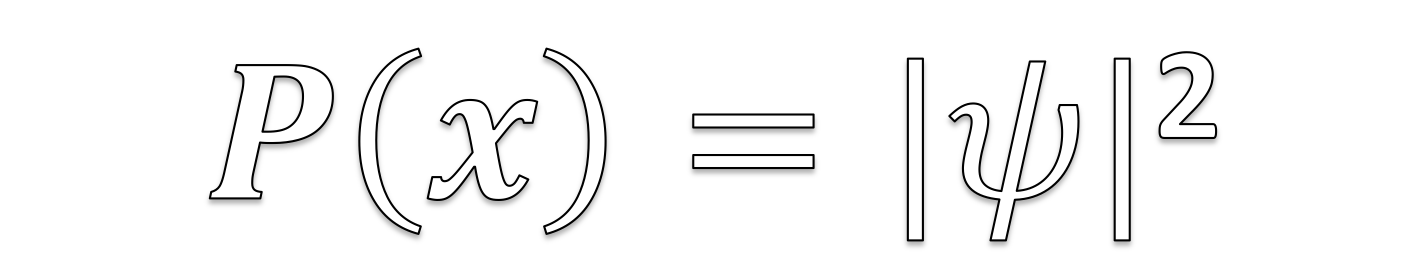 P(x) = |ψ|²